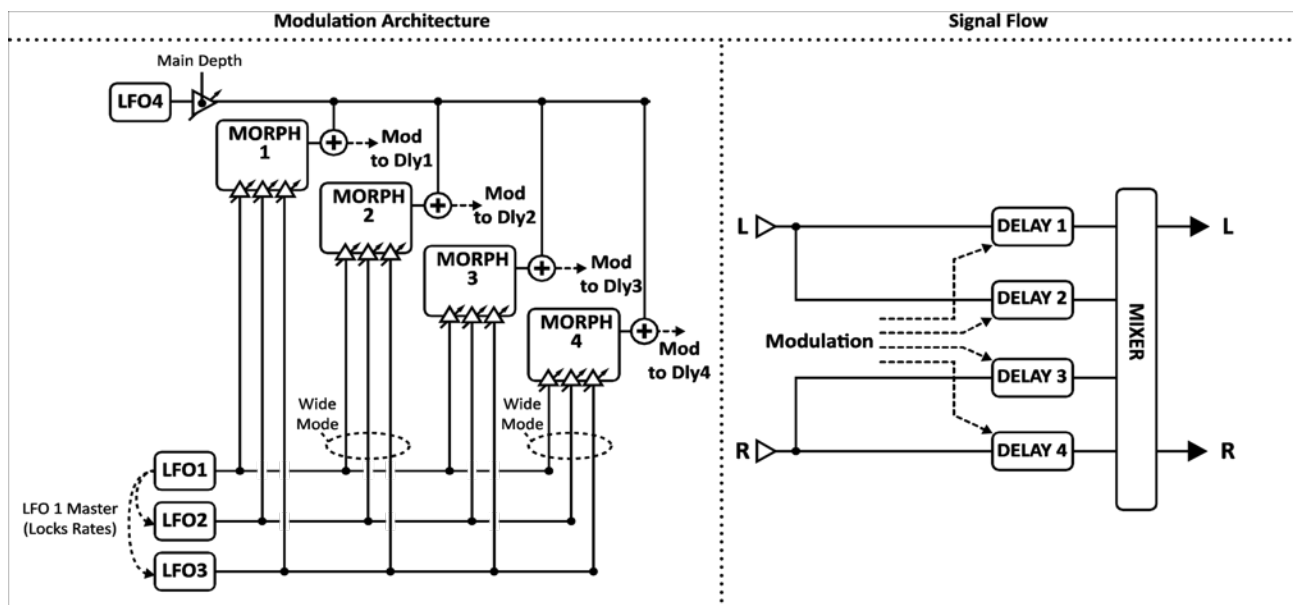 Modulation Architecture
Signal Flow
Main Depth
LFO4
MORPH
1
Mod
to Dly1
MORPH
2
Mod
to Dly2
MORPH
3
Mod
to Dly3
MORPH
4
Mod
to Dly4
Wide
Mode
Wide
Mode
LFO1
LFO 1 Master
(Locks Rates)
LFO2
LFO3
L
DELAY 1
L
DELAY 2
Modulation
MIXER
DELAY 3
R
DELAY 4
R